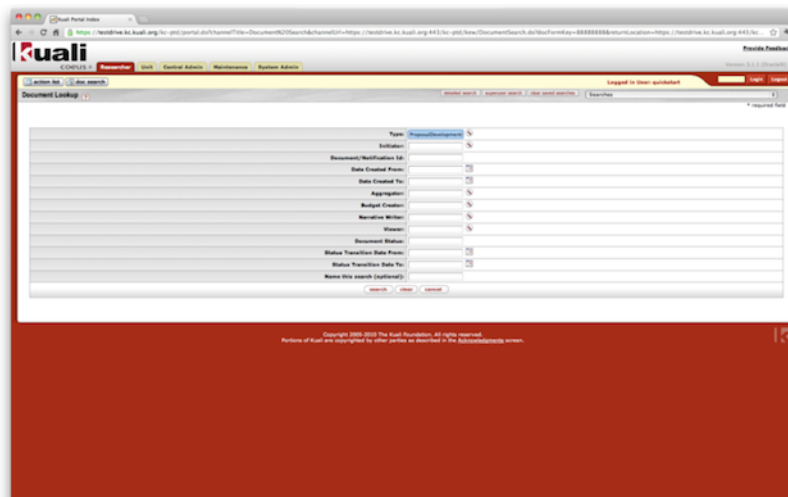 Kuali Portal Index
https://testdrive.kc.kuali.org/kc-ptd/portal.do?channelTitle=Document%20Search&channelUrl=https://testdrive.kc.kuali.org:443/kc-ptd/kew/DocumentSearch.do?docFormKey=88888888&returnLocation=https://testdrive.kc.kuali.org:443/kc...
Kuali
Provide Feedbac
COEUS
Researcher Unit Central Admin Maintenance System Admin
action list doc search
Logged in User: quickstart
Login Logout
Document Lookup
detailed search superuser search clear saved searches Searches
* required field
Type: ProposalDevelopment
Initiator:
Document/Notification Id:
Date Created From:
Date Created To:
Aggregator:
Budget Creator:
Narrative Writer:
Viewer:
Document Status:
Status Transition Date From:
Status Transition Date To:
Name this search (optional):
search clear cancel
Copyright 2005-2010 The Kuali Foundation. All rights reserved.
Portions of Kuali are copyrighted by other parties as described in the Acknowledgments screen.